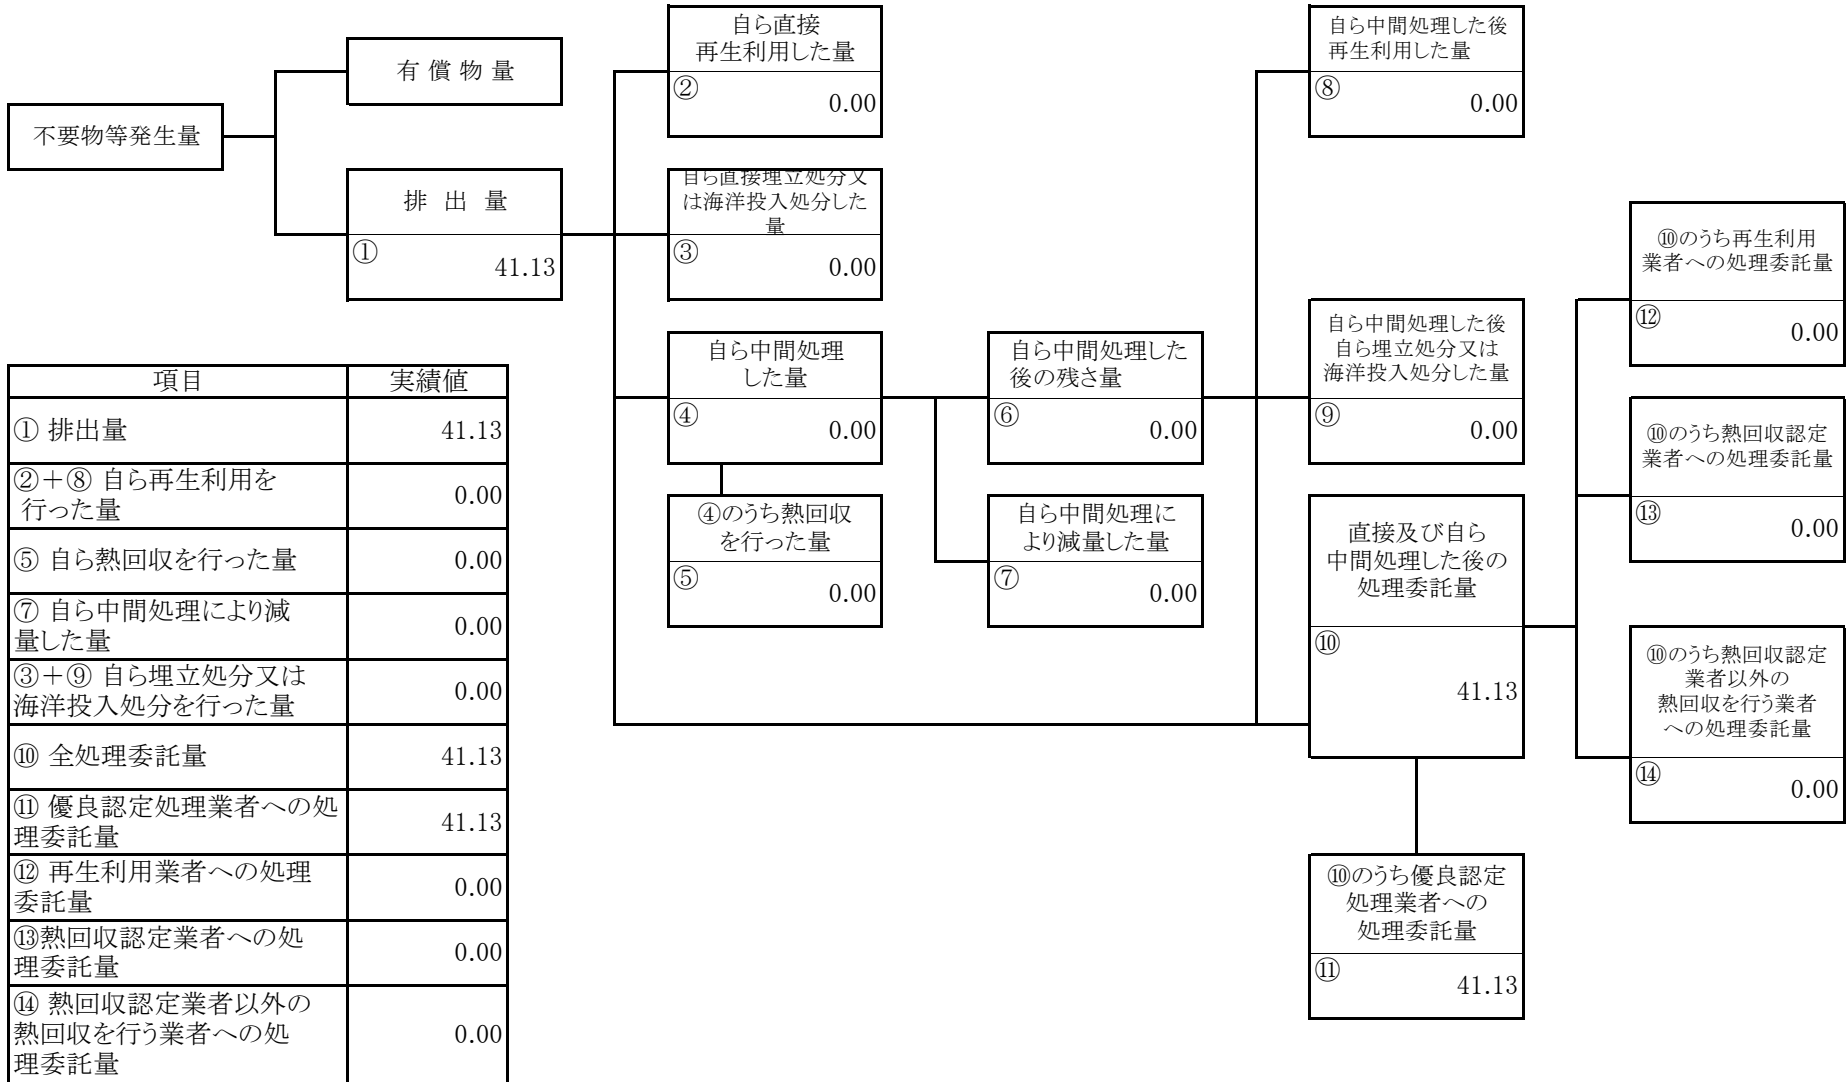 自ら直接
再生利用した量
②
0.00
自ら中間処理した後
再生利用した量
⑧
0.00
有 償 物 量
不要物等発生量
排 出 量
①
41.13
自ら直接埋立処分又
は海洋投入処分した
量
③
0.00
⑩のうち再生利用
業者への処理委託量
⑫
0.00
自ら中間処理
した量
④
0.00
自ら中間処理した
後の残さ量
⑥
0.00
自ら中間処理した後
自ら埋立処分又は
海洋投入処分した量
⑨
0.00
⑩のうち熱回収認定
業者への処理委託量
⑬
0.00
④のうち熱回収
を行った量
⑤
0.00
自ら中間処理に
より減量した量
⑦
0.00
直接及び自ら
中間処理した後の
処理委託量
⑩
41.13
⑩のうち熱回収認定
業者以外の
熱回収を行う業者
への処理委託量
⑭
0.00
⑩のうち優良認定
処理業者への
処理委託量
⑪
41.13
項目 実績値
① 排出量 41.13
②＋⑧ 自ら再生利用を
行った量 0.00
⑤ 自ら熱回収を行った量 0.00
⑦ 自ら中間処理により減
量した量 0.00
③＋⑨ 自ら埋立処分又は
海洋投入処分を行った量 0.00
⑩ 全処理委託量 41.13
⑪ 優良認定処理業者への処
理委託量 41.13
⑫ 再生利用業者への処理
委託量 0.00
⑬熱回収認定業者への処
理委託量 0.00
⑭ 熱回収認定業者以外の
熱回収を行う業者への処
理委託量 0.00